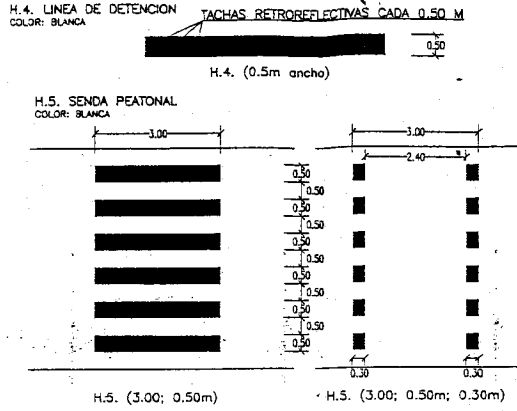 H.4. LINEA DE DETENCION
COLOR: BLANCA
TACHAS RETROREFLECTIVAS CADA 0.50 M
0.50
H.4. (0.5m ancho)
H.5. SENDA PEATONAL
COLOR: BLANCA
3.00
3.00
2.40
0.50
0.50
0.50
0.50
0.50
0.50
0.50
0.50
0.50
0.50
0.50
0.30
0.30
H.5. (3.00; 0.50m)
H.5. (3.00; 0.50m; 0.30m)